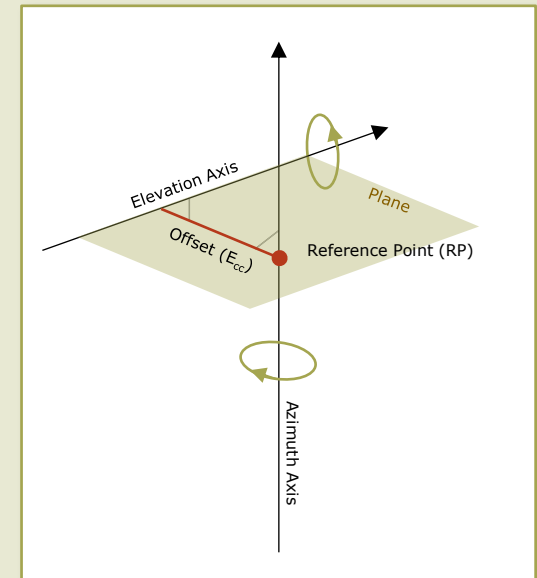 Elevation Axis
Plane
Offset (Ecc)
Reference Point (RP)
Azimuth Axis